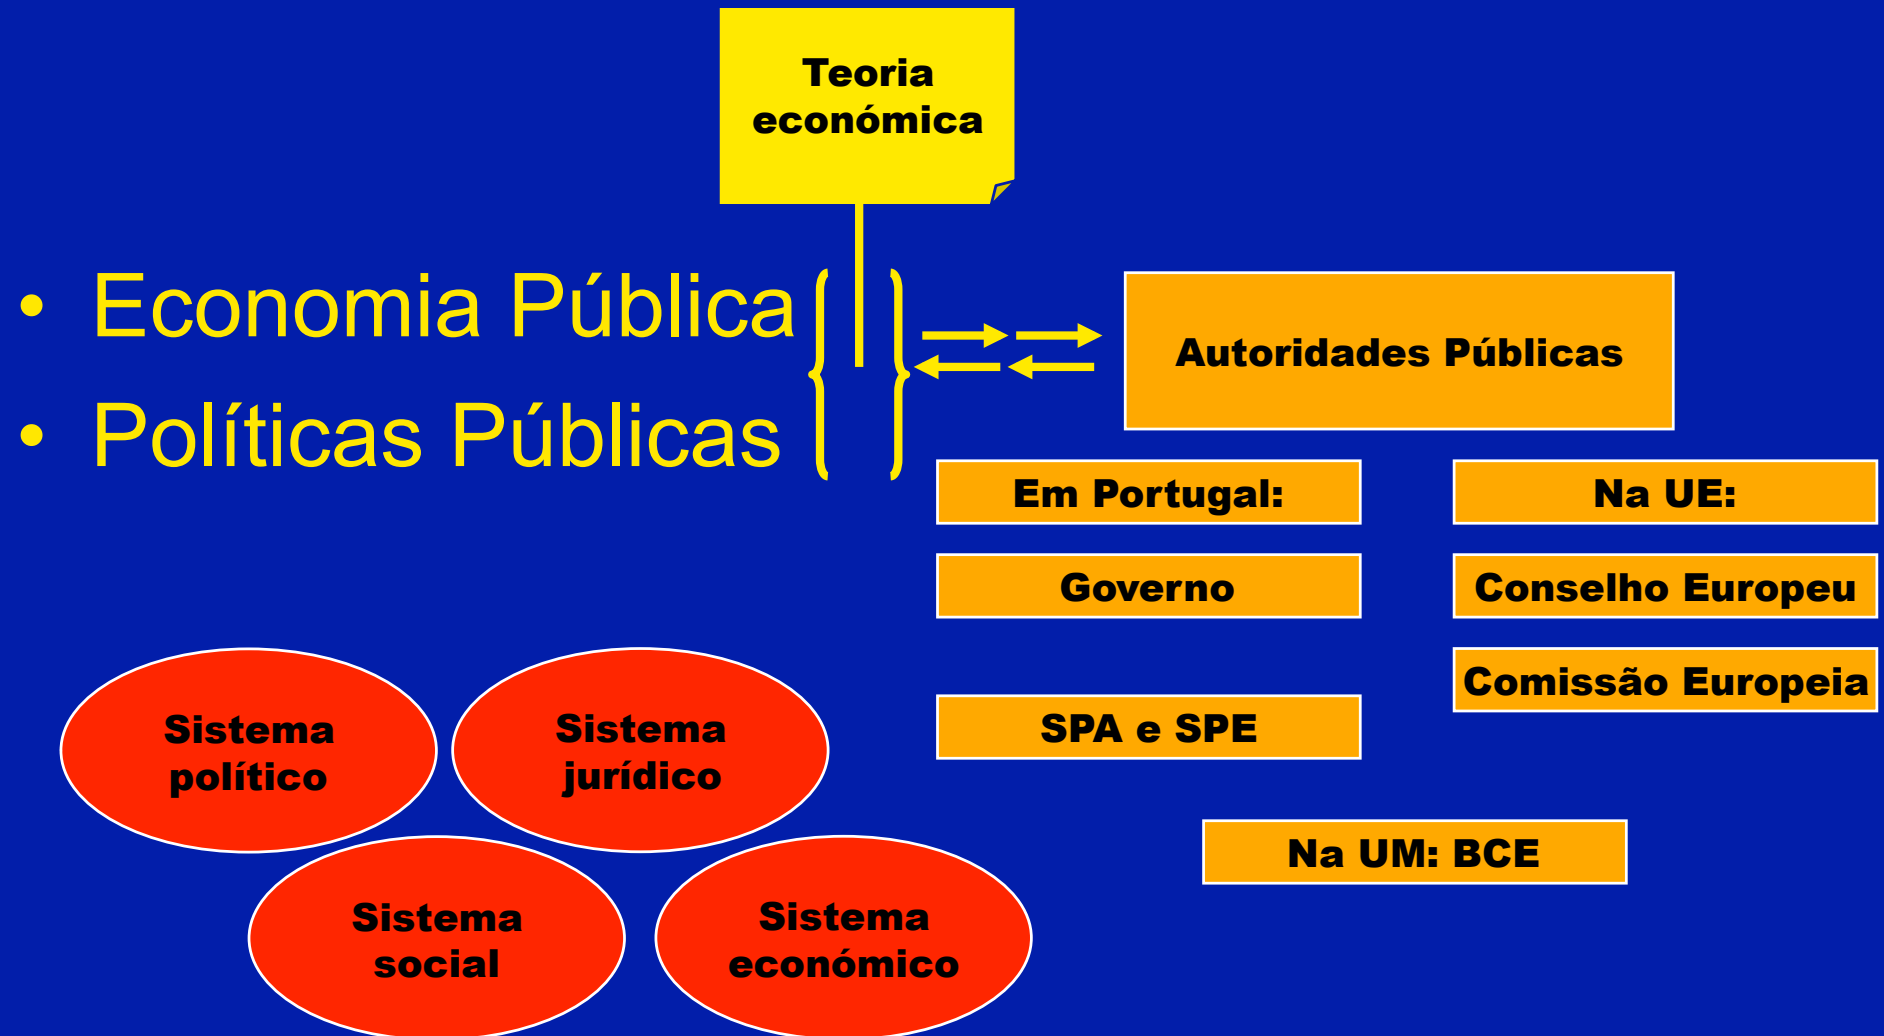 Teoria
económica
• Economia Pública
• Políticas Públicas
Autoridades Públicas
Em Portugal:
Na UE:
Governo
Conselho Europeu
Comissão Europeia
SPA e SPE
Na UM: BCE
Sistema
político
Sistema
jurídico
Sistema
social
Sistema
económico